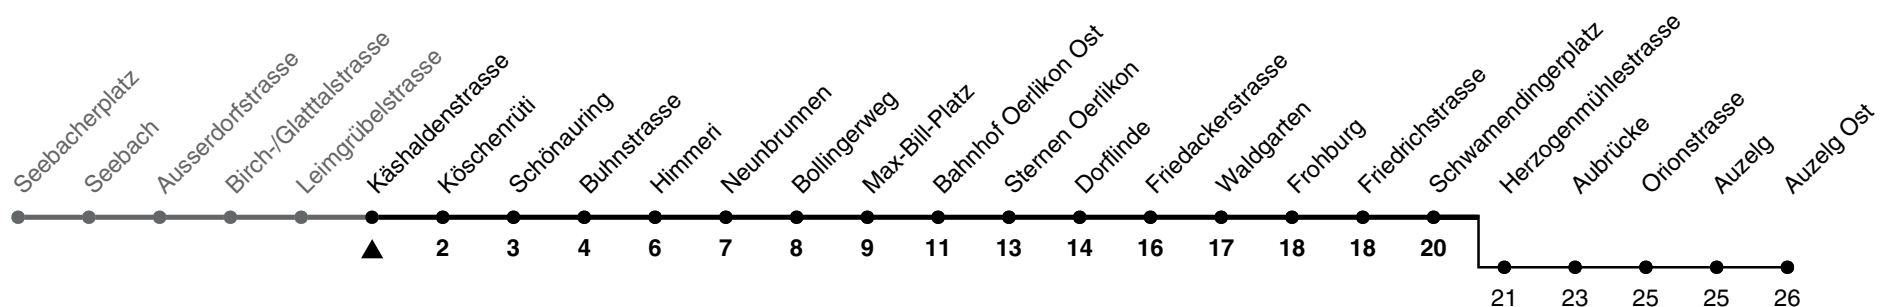 Seebacherplatz
Seebach
Ausserdorfstrasse
Birch-/Glatttalstrasse
Leimgrübelstrasse
Käshaldenstrasse
Köschenrüti
Schönauring
Buhnstrasse
Himmeri
Neunbrunnen
Bollingerweg
Max-Bill-Platz
Bahnhof Oerlikon Ost
Sternen Oerlikon
Dorflinde
Friedackerstrasse
Waldgarten
Frohburg
Friedrichstrasse
Schwamendingerplatz
Herzogenmühlestrasse
Aubrücke
Orionstrasse
Auzelg
Auzelg Ost
2 3 4 6 7 8 9 11 13 14 16 17 18 18 20
21 23 25 25 26